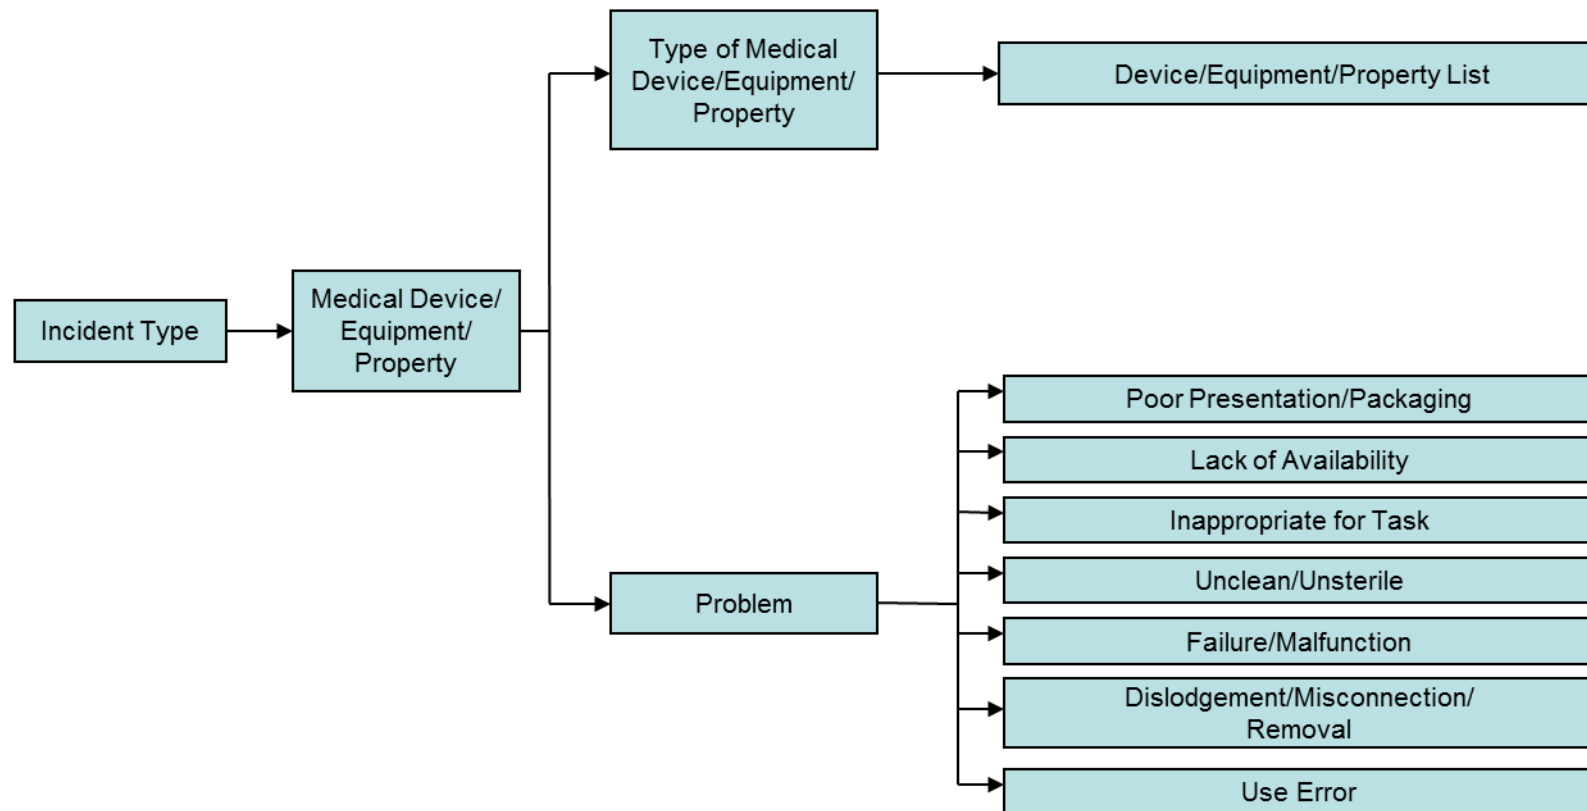 Type of Medical
Device/Equipment/
Property
Device/Equipment/Property List
Incident Type
Medical Device/
Equipment/
Property
Problem
Poor Presentation/Packaging
Lack of Availability
Inappropriate for Task
Unclean/Unsterile
Failure/Malfunction
Dislodgement/Misconnection/
Removal
Use Error